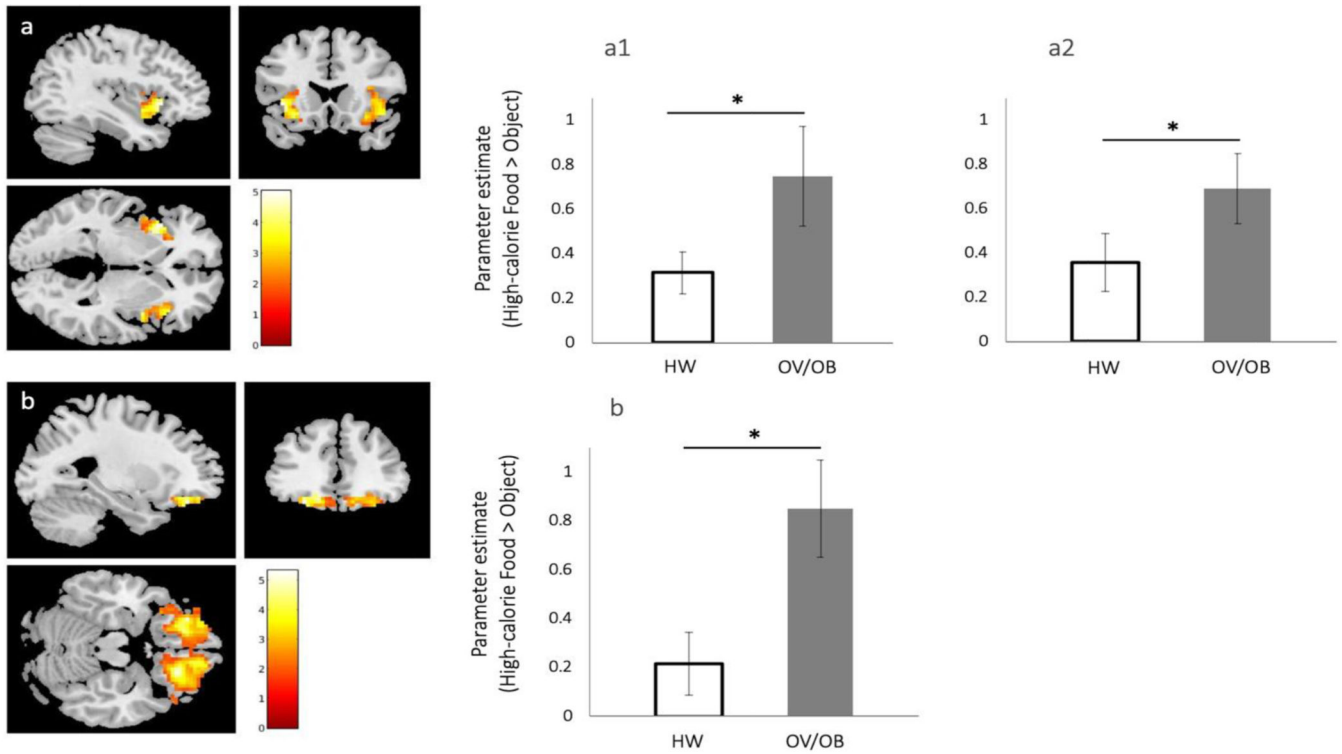 a
5
4
3
2
1
0
a1
Parameter estimate
(High-calorie Food > Object)
1
0.8
0.6
0.4
0.2
0
*
HW
OV/OB
a2
1
0.8
0.6
0.4
0.2
0
*
HW
OV/OB
b
5
4
3
2
1
0
b
Parameter estimate
(High-calorie Food > Object)
1
0.8
0.6
0.4
0.2
0
*
HW
OV/OB